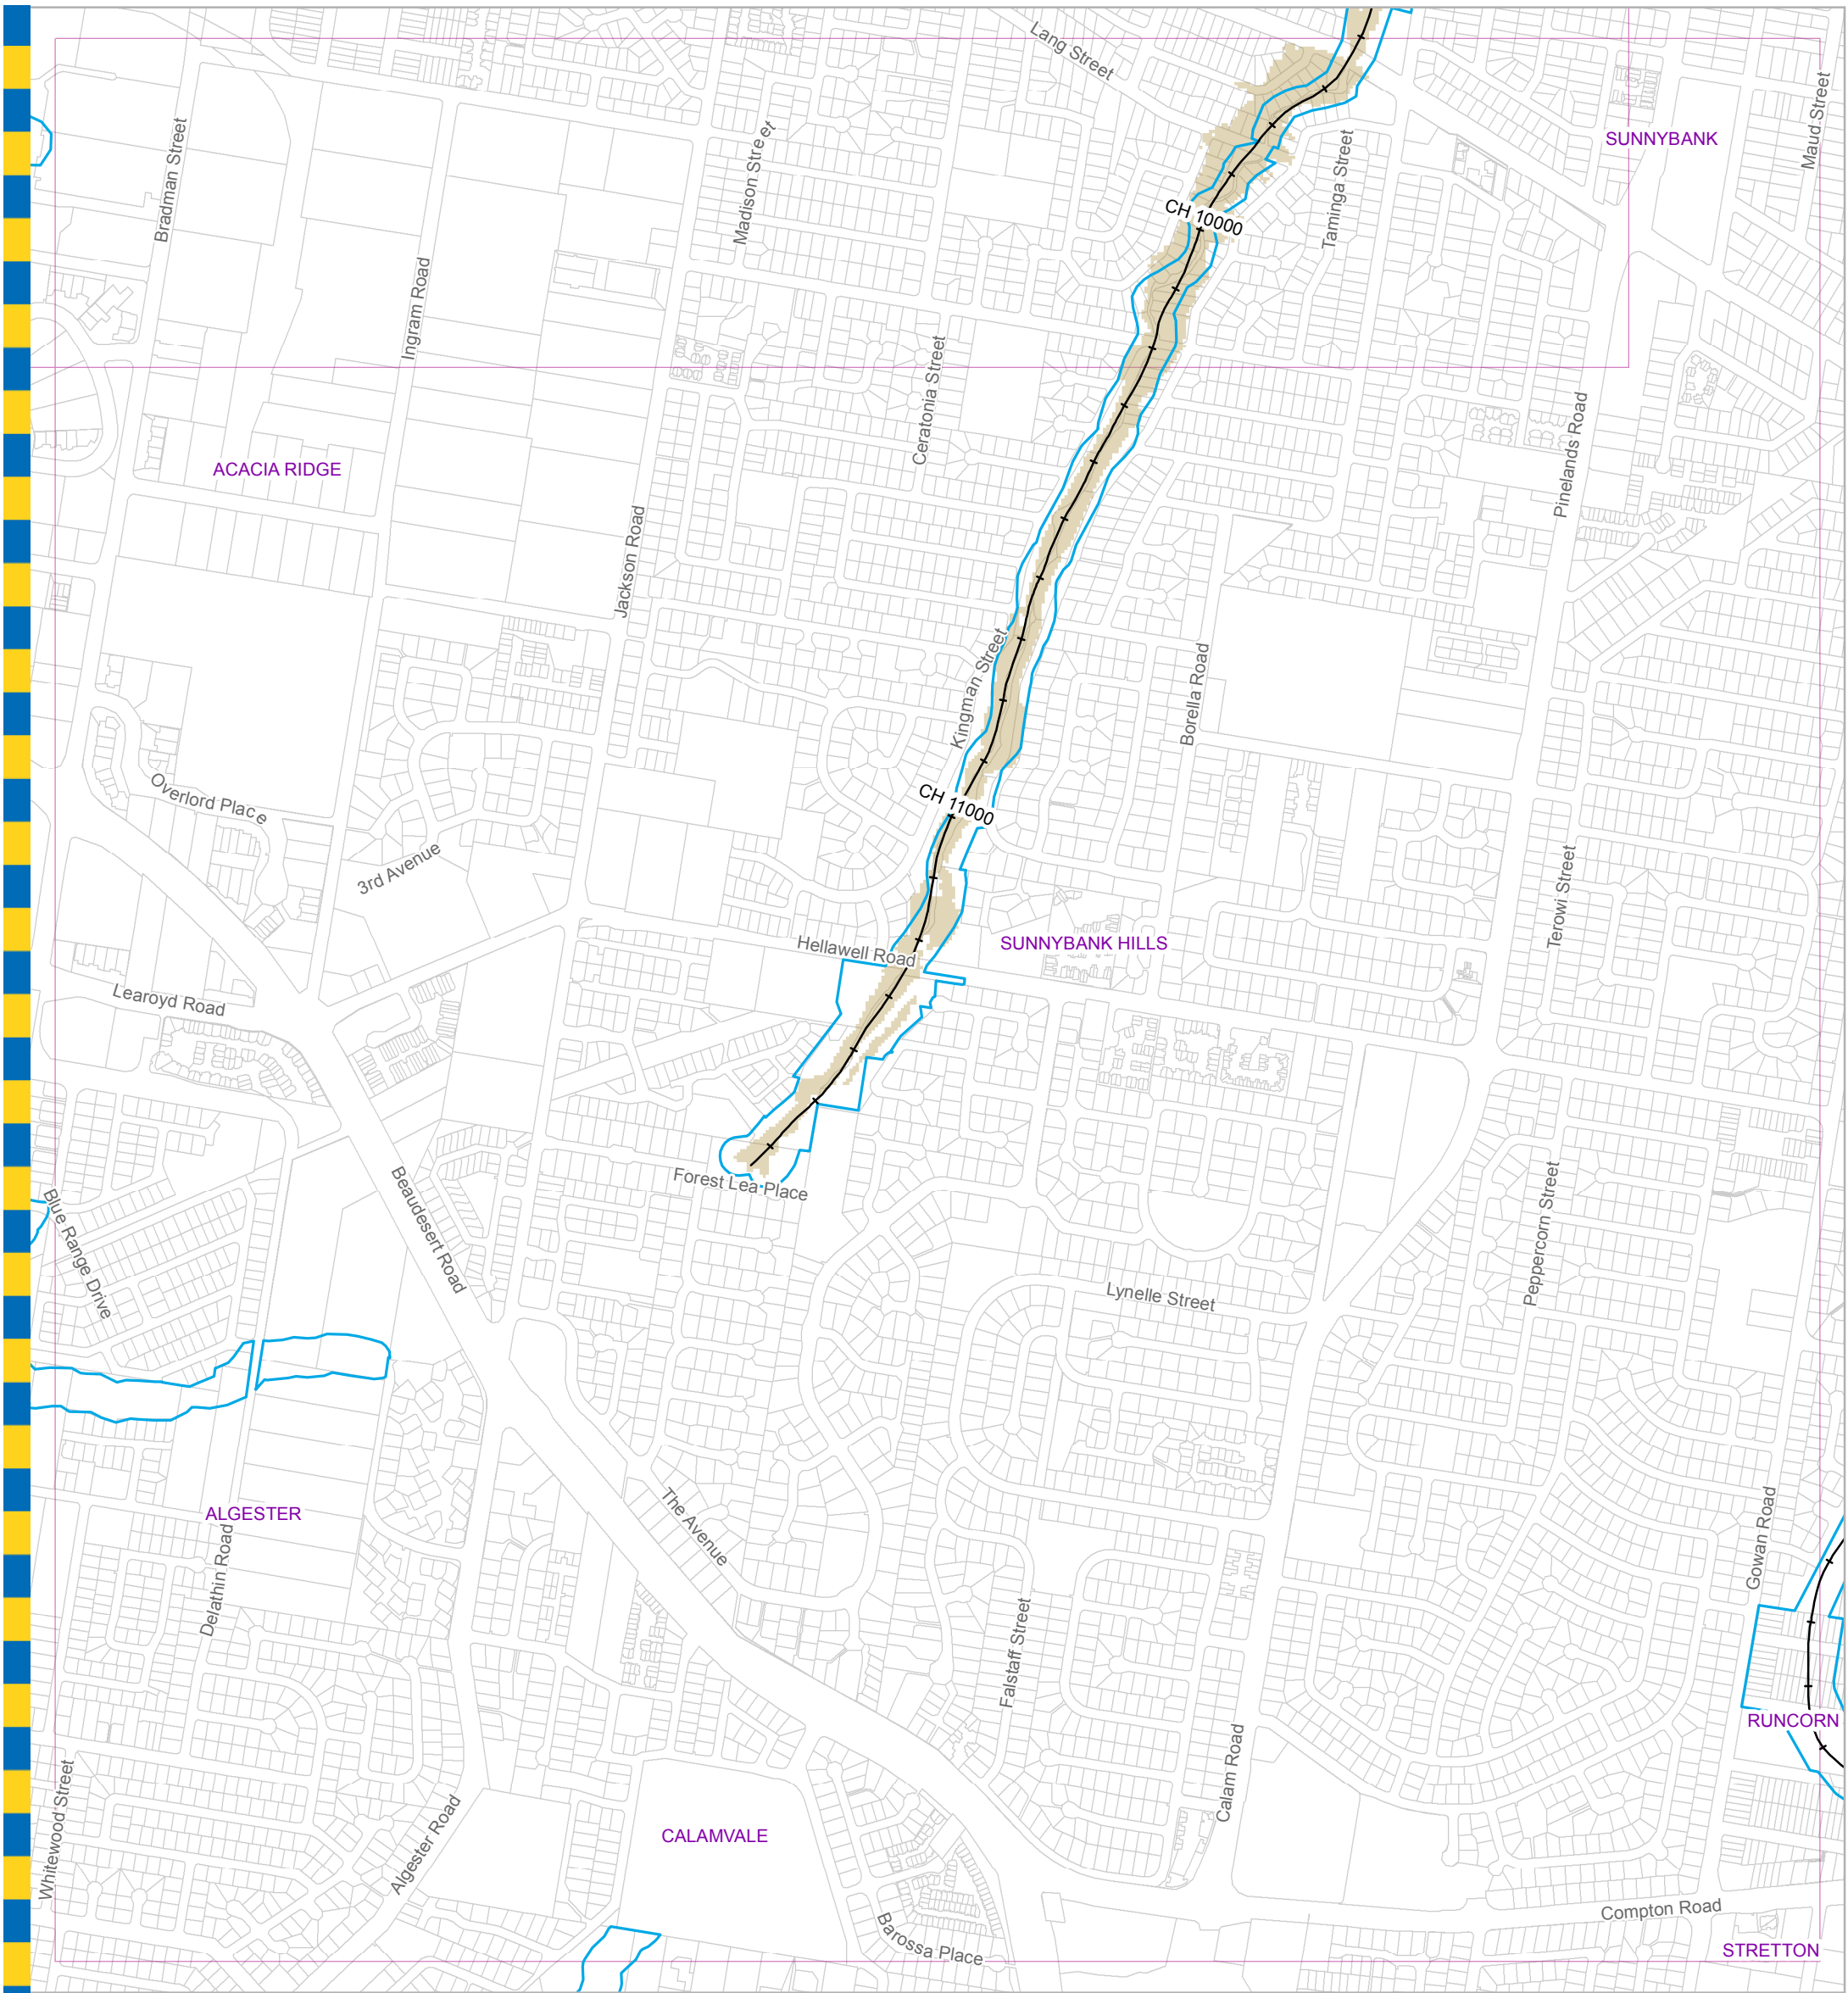 Lang Street
Maud Street
SUNNYBANK
Bradman Street
Madison Street
Taminga Street
CH 10000
Ingram Road
Ceratonia Street
Pinelands Road
ACACIA RIDGE
Jackson Road
Kingman Street
Borella Road
Overlord Place
CH 11000
3rd Avenue
Terowi Street
Hellawell Road
SUNNYBANK HILLS
Learoyd Road
Forest Lea Place
Beaudesert Road
Blue Range Drive
Peppercorn Street
Lynelle Street
ALGESTER
The Avenue
Gowan Road
Delathin Road
Falstaff Street
RUNCORN
Calam Road
Whitewood Street
Algester Road
CALAMVALE
Compton Road
Barossa Place
STRETTON